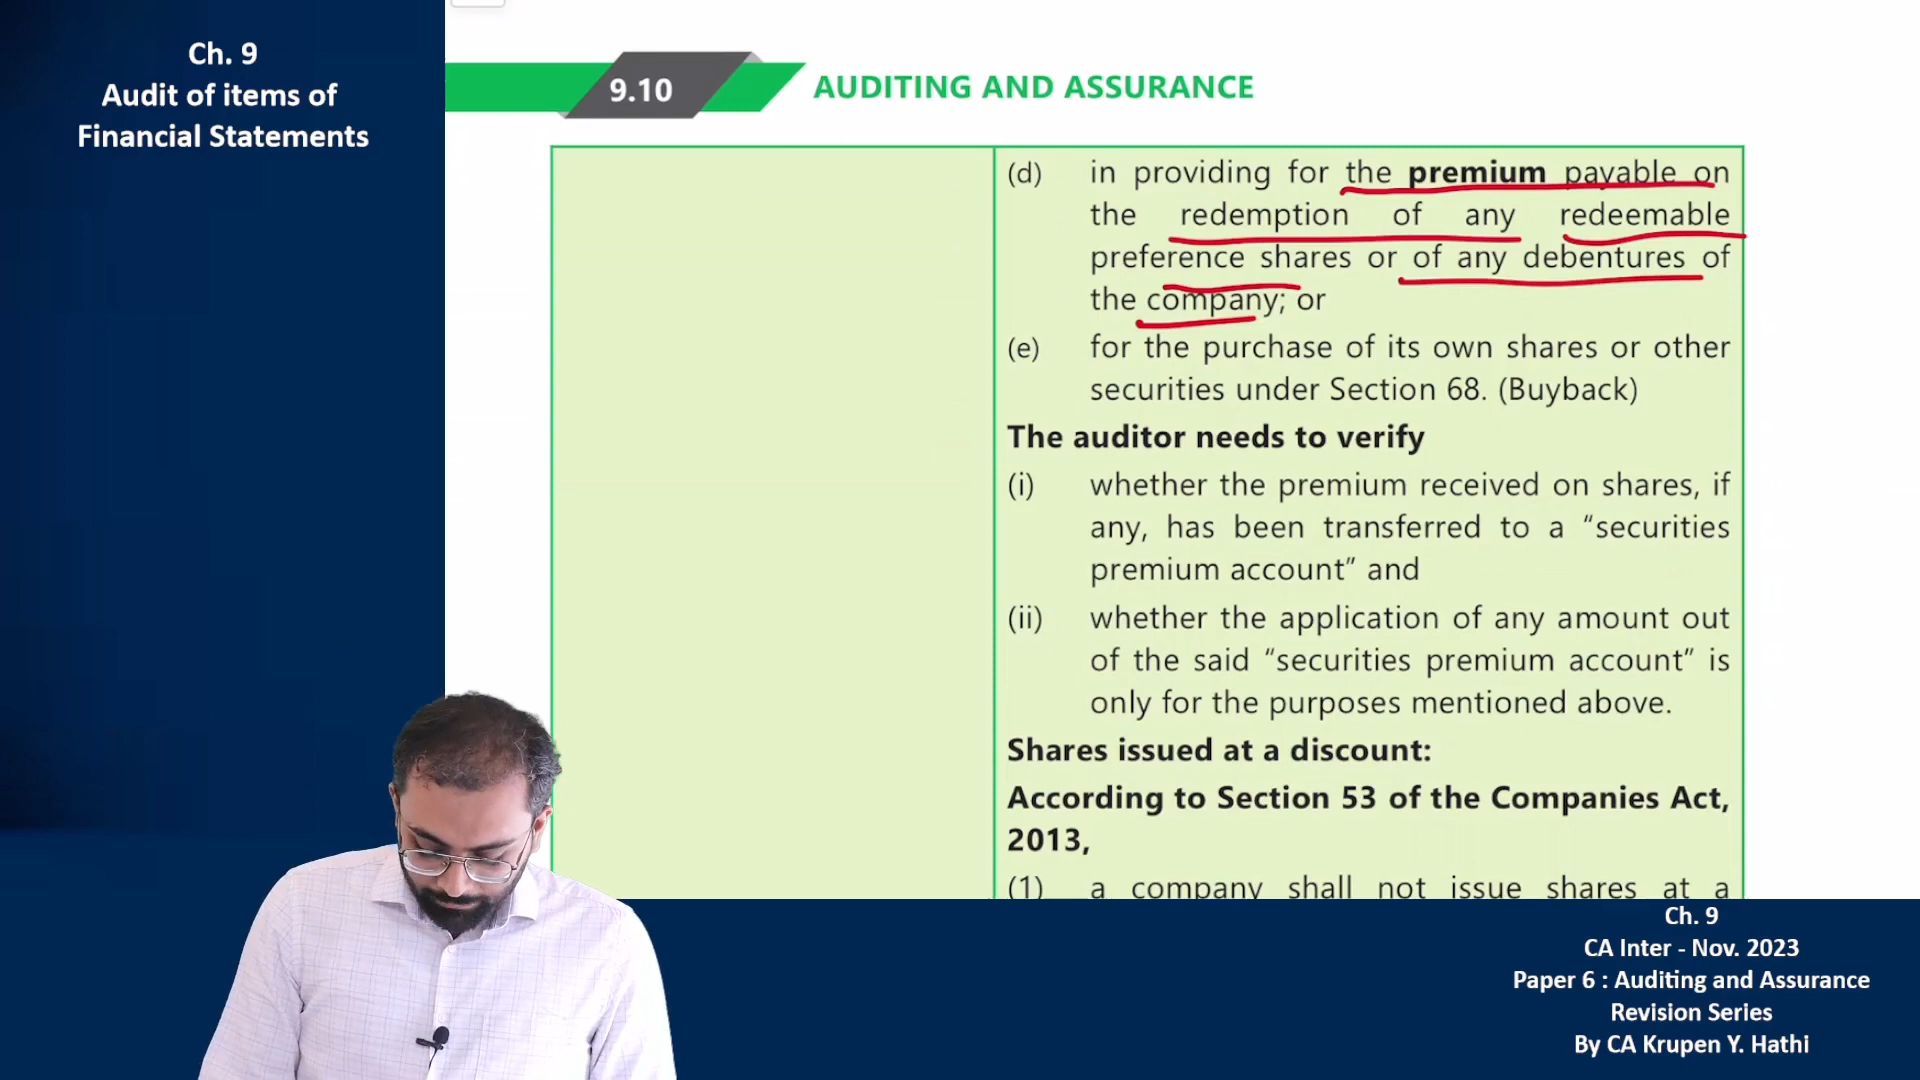 Ch. 9
Audit of items of
Financial Statements
9.10
AUDITING AND ASSURANCE
(d) in providing for the premium payable on
the redemption of any redeemable
preference shares or of any debentures of
the company; or
(e) for the purchase of its own shares or other
securities under Section 68. (Buyback)
The auditor needs to verify
(i) whether the premium received on shares, if
any, has been transferred to a “securities
premium account” and
(ii) whether the application of any amount out
of the said “securities premium account” is
only for the purposes mentioned above.
Shares issued at a discount:
According to Section 53 of the Companies Act,
2013,
(1) a company shall not issue shares at a
Ch. 9
CA Inter - Nov. 2023
Paper 6 : Auditing and Assurance
Revision Series
By CA Krupen Y. Hathi